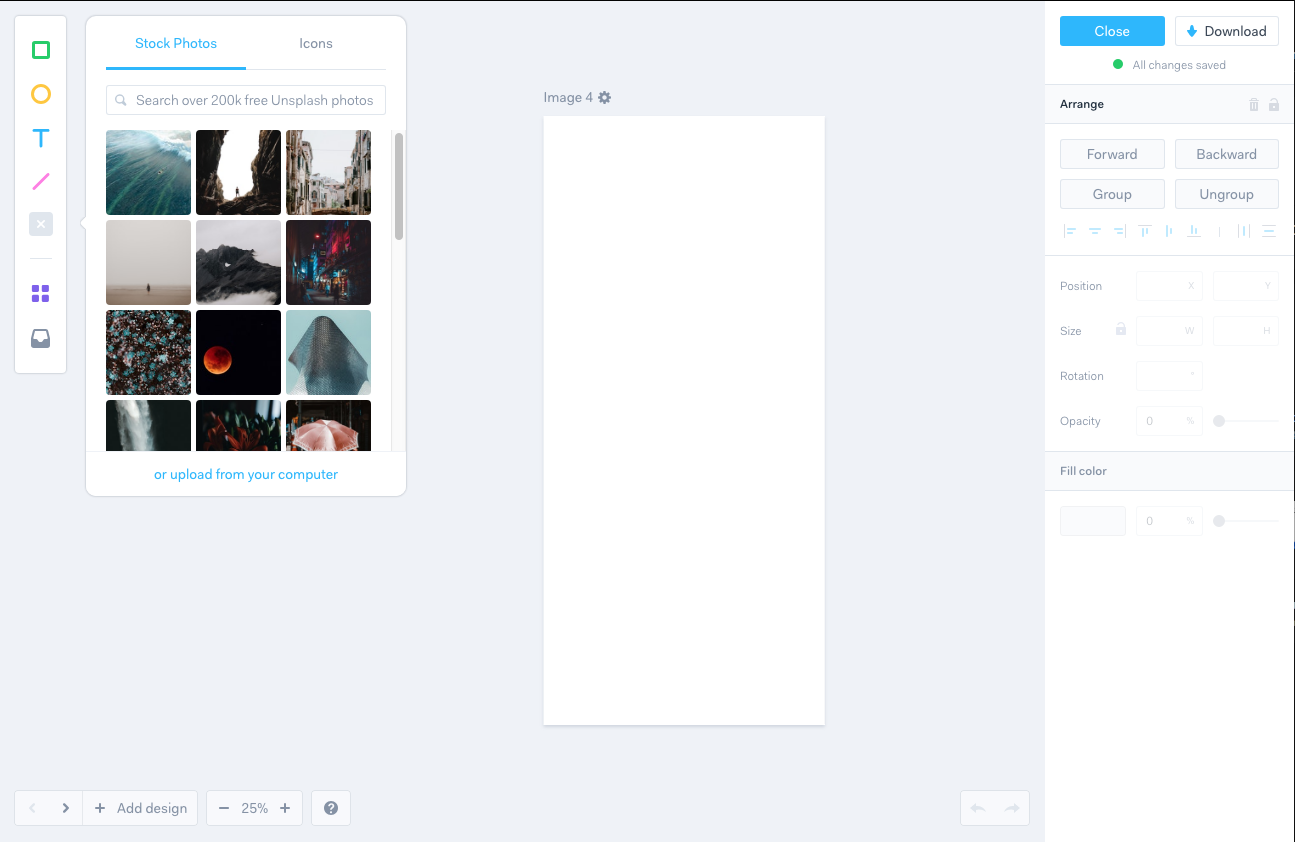 Stock Photos
Icons
Search over 200k free Unsplash photos
or upload from your computer
Image 4
Close
Download
All changes saved
Arrange
Forward
Backward
Group
Ungroup
Position
X
Y
Size
W
H
Rotation
°
Opacity
0
%
Fill color
0
%
+ Add design
− 25% +
?